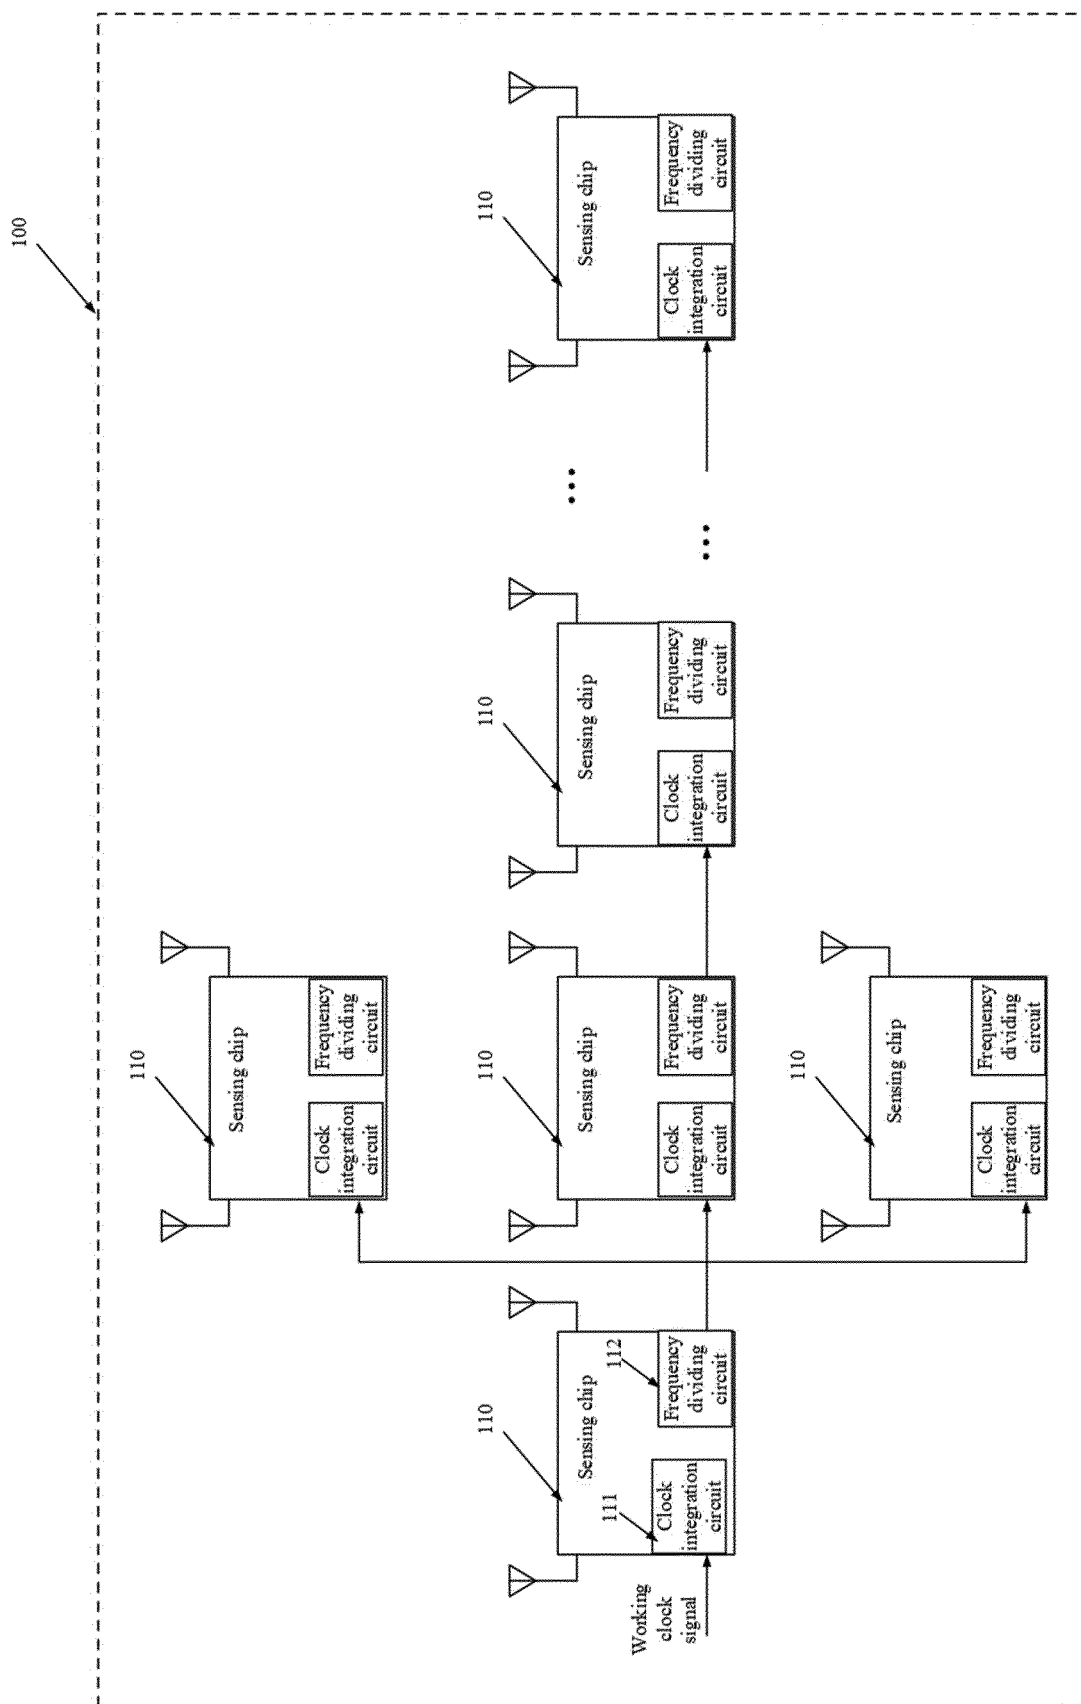 100
110
Sensing chip
Clock
integration
circuit
Frequency
dividing
circuit
Working
clock
signal
110
Sensing chip
111
Clock
integration
circuit
112
Frequency
dividing
circuit
110
Sensing chip
Clock
integration
circuit
Frequency
dividing
circuit
110
Sensing chip
Clock
integration
circuit
Frequency
dividing
circuit
...
...
110
Sensing chip
Clock
integration
circuit
Frequency
dividing
circuit
110
Sensing chip
Clock
integration
circuit
Frequency
dividing
circuit